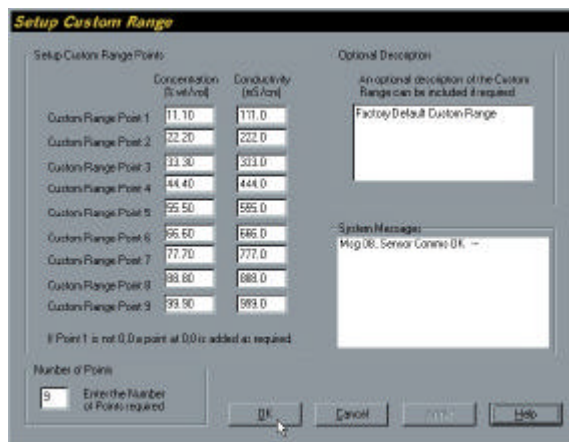 Setup Custom Range
Setup Custom Range Points
Concentration Conductivity
(% wt/vol) (mS/cm)
Custom Range Point 1 11.10 111.0
Custom Range Point 2 22.20 222.0
Custom Range Point 3 33.30 333.0
Custom Range Point 4 44.40 444.0
Custom Range Point 5 55.50 555.0
Custom Range Point 6 66.60 666.0
Custom Range Point 7 77.70 777.0
Custom Range Point 8 88.80 888.0
Custom Range Point 9 99.90 999.0
If Point 1 is not 0,0 a point at 0,0 is added as required
Number of Points
9 Enter the Number
of Points required
Optional Description
An optional description of the Custom
Range can be included if required
Factory Default Custom Range
System Messages
Msg 08. Sensor Comms OK --
OK Cancel Apply Help